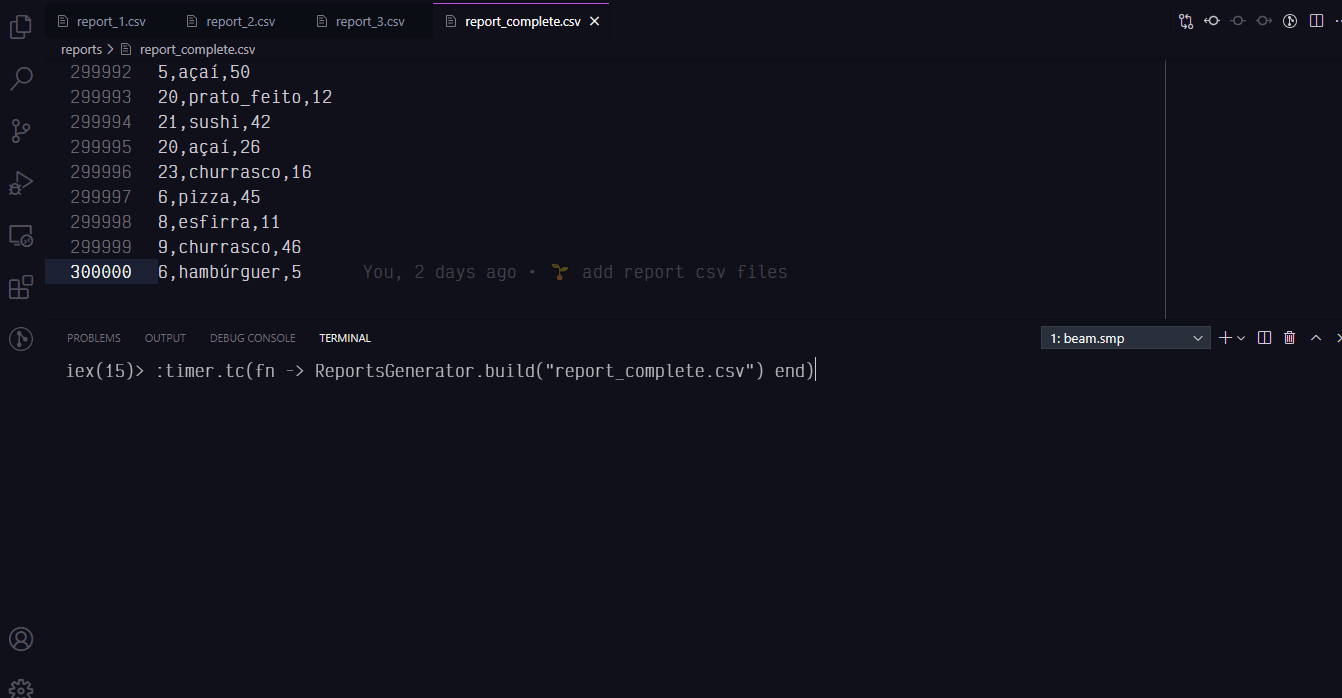 report_1.csv report_2.csv report_3.csv report_complete.csv
reports > report_complete.csv
299992 5,açaí,50
299993 20,prato_feito,12
299994 21,sushi,42
299995 20,açaí,26
299996 23,churrasco,16
299997 6,pizza,45
299998 8,esfirra,11
299999 9,churrasco,46
300000 6,hambúrguer,5 You, 2 days ago • 🌱 add report csv files
PROBLEMS OUTPUT DEBUG CONSOLE TERMINAL 1: beam.smp
iex(15)> :timer.tc(fn -> ReportsGenerator.build("report_complete.csv") end)